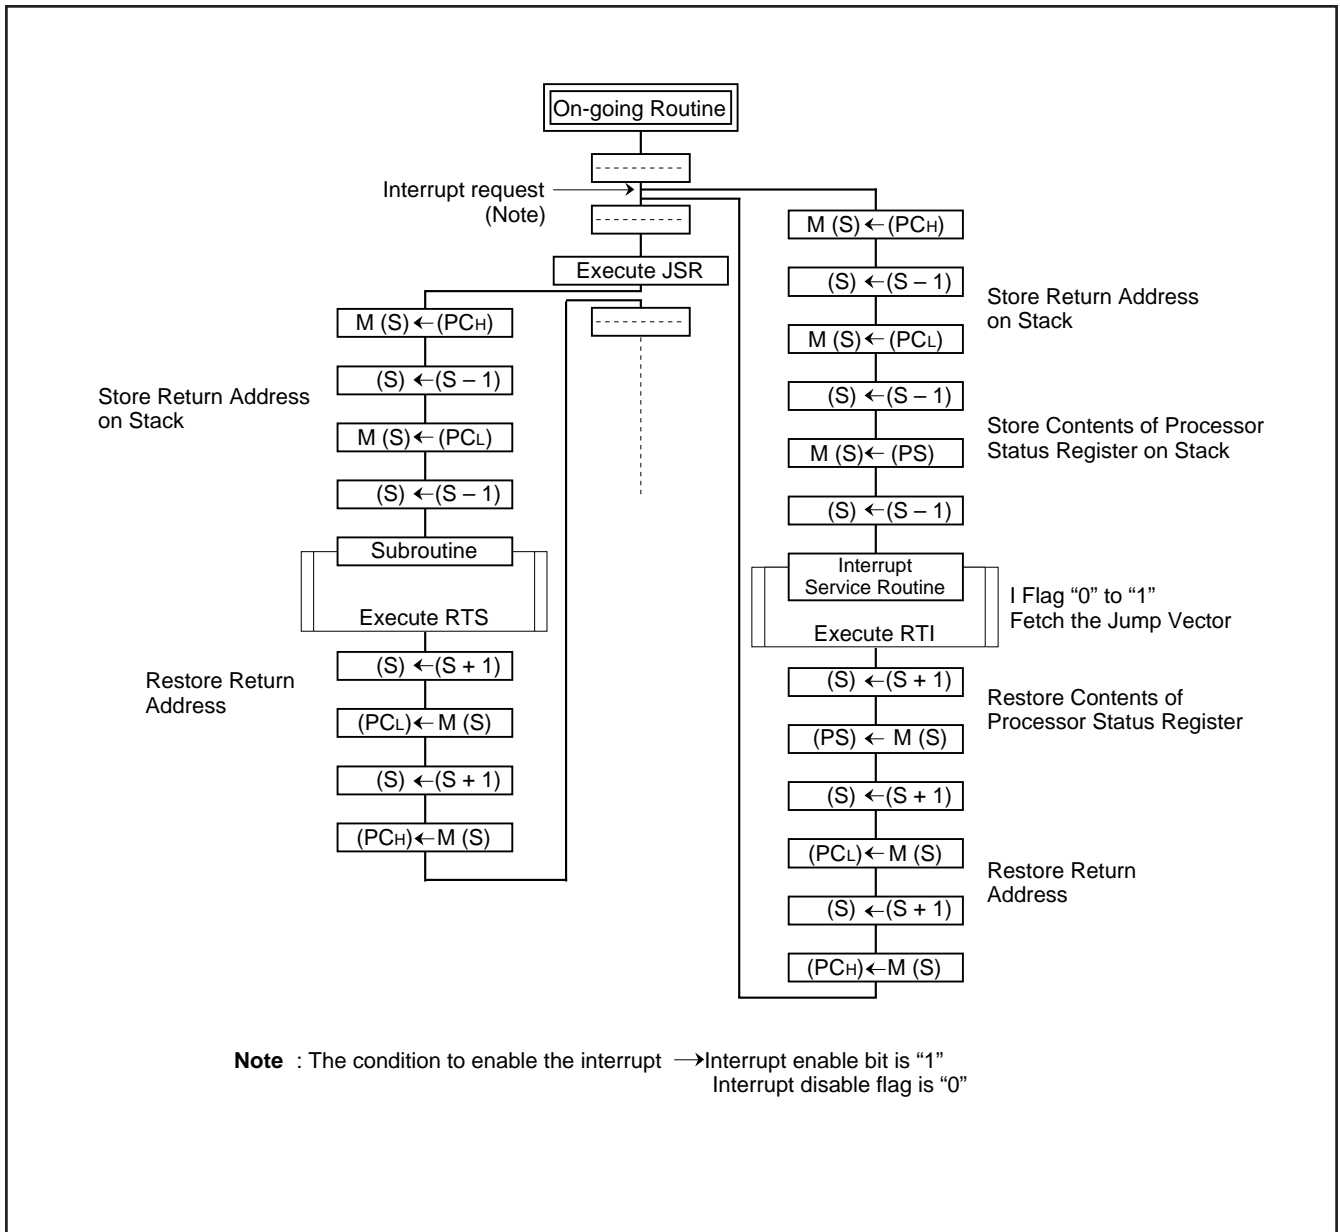 On-going Routine
Interrupt request
(Note)
Execute JSR
M (S) ← (PCH)
(S) ← (S – 1)
M (S) ← (PCL)
(S) ← (S – 1)
Store Return Address
on Stack
Subroutine
Execute RTS
(S) ← (S + 1)
(PCL) ← M (S)
(S) ← (S + 1)
(PCH) ← M (S)
Restore Return
Address
M (S) ← (PCH)
(S) ← (S – 1)
M (S) ← (PCL)
(S) ← (S – 1)
M (S) ← (PS)
(S) ← (S – 1)
Store Return Address
on Stack
Store Contents of Processor
Status Register on Stack
Interrupt
Service Routine
Execute RTI
I Flag “0” to “1”
Fetch the Jump Vector
(S) ← (S + 1)
(PS) ← M (S)
(S) ← (S + 1)
(PCL) ← M (S)
(S) ← (S + 1)
(PCH) ← M (S)
Restore Contents of
Processor Status Register
Restore Return
Address
Note : The condition to enable the interrupt → Interrupt enable bit is “1”
Interrupt disable flag is “0”